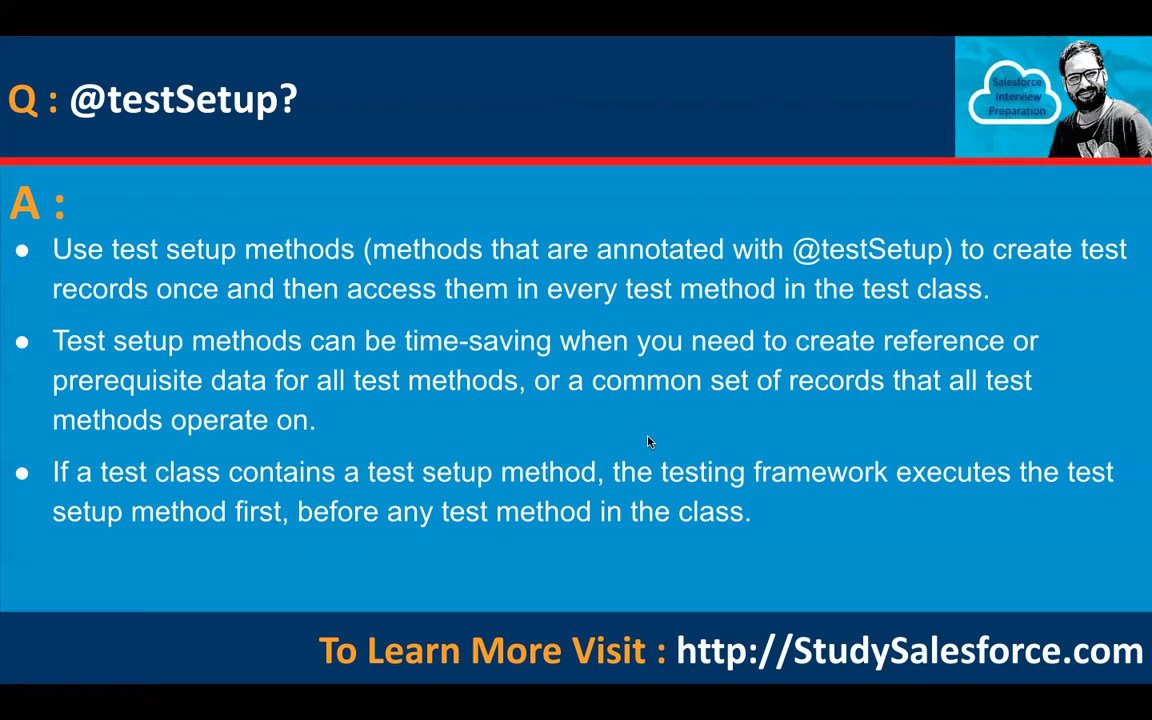 Q : @testSetup?
Salesforce
Interview
Preparation
A :
● Use test setup methods (methods that are annotated with @testSetup) to create test
records once and then access them in every test method in the test class.
● Test setup methods can be time-saving when you need to create reference or
prerequisite data for all test methods, or a common set of records that all test
methods operate on.
● If a test class contains a test setup method, the testing framework executes the test
setup method first, before any test method in the class.
To Learn More Visit : http://StudySalesforce.com